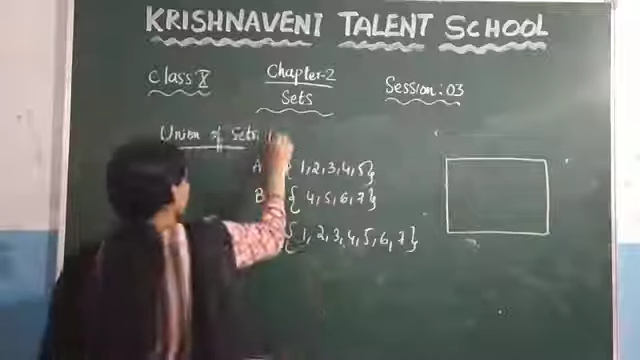 KRISHNAVENI TALENT SCHOOL
Class X
Chapter-2
Sets
Session: 03
Union of Sets
A { 1, 2, 3, 4, 5}
B { 4, 5, 6, 7}
{ 1, 2, 3, 4, 5, 6, 7}